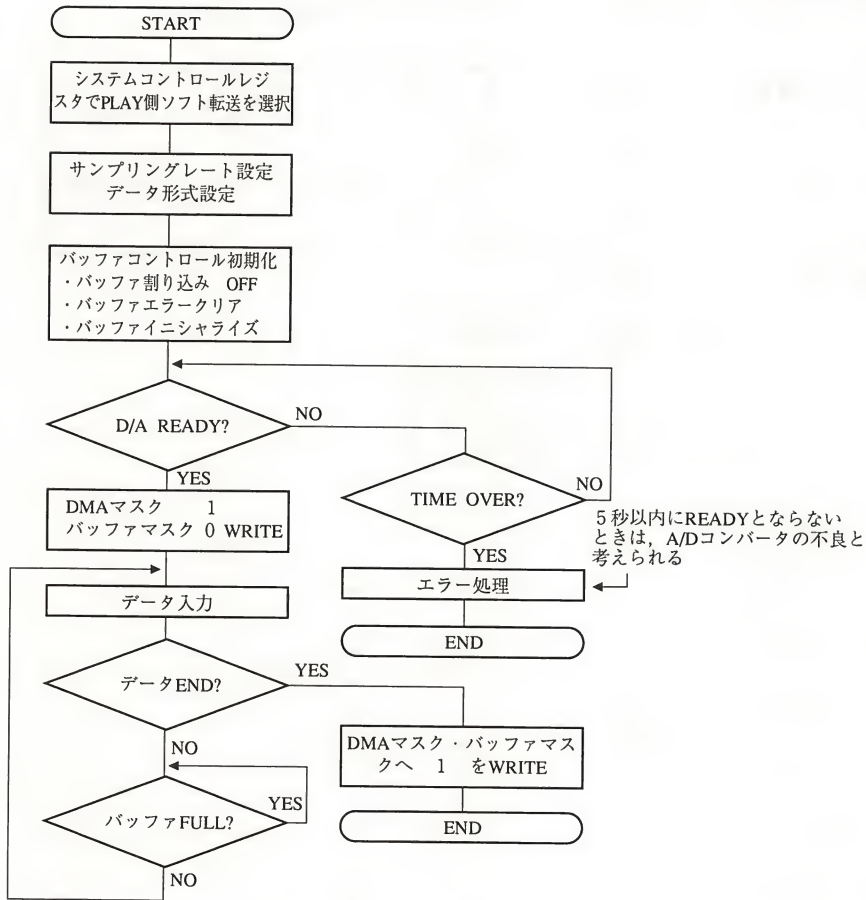 START
システムコントロールレジ
スタでPLAY側ソフト転送を選択
サンプリングレート設定
データ形式設定
バッファコントロール初期化
・バッファ割り込み OFF
・バッファエラークリア
・バッファイニシャライズ
D/A READY?
NO
YES
DMAマスク 1
バッファマスク 0 WRITE
TIME OVER?
NO
YES
5秒以内にREADYとならない
ときは，A/Dコンバータの不良と
考えられる
エラー処理
END
データ入力
データEND?
YES
NO
DMAマスク・バッファマス
クへ 1 をWRITE
END
バッファFULL?
YES
NO